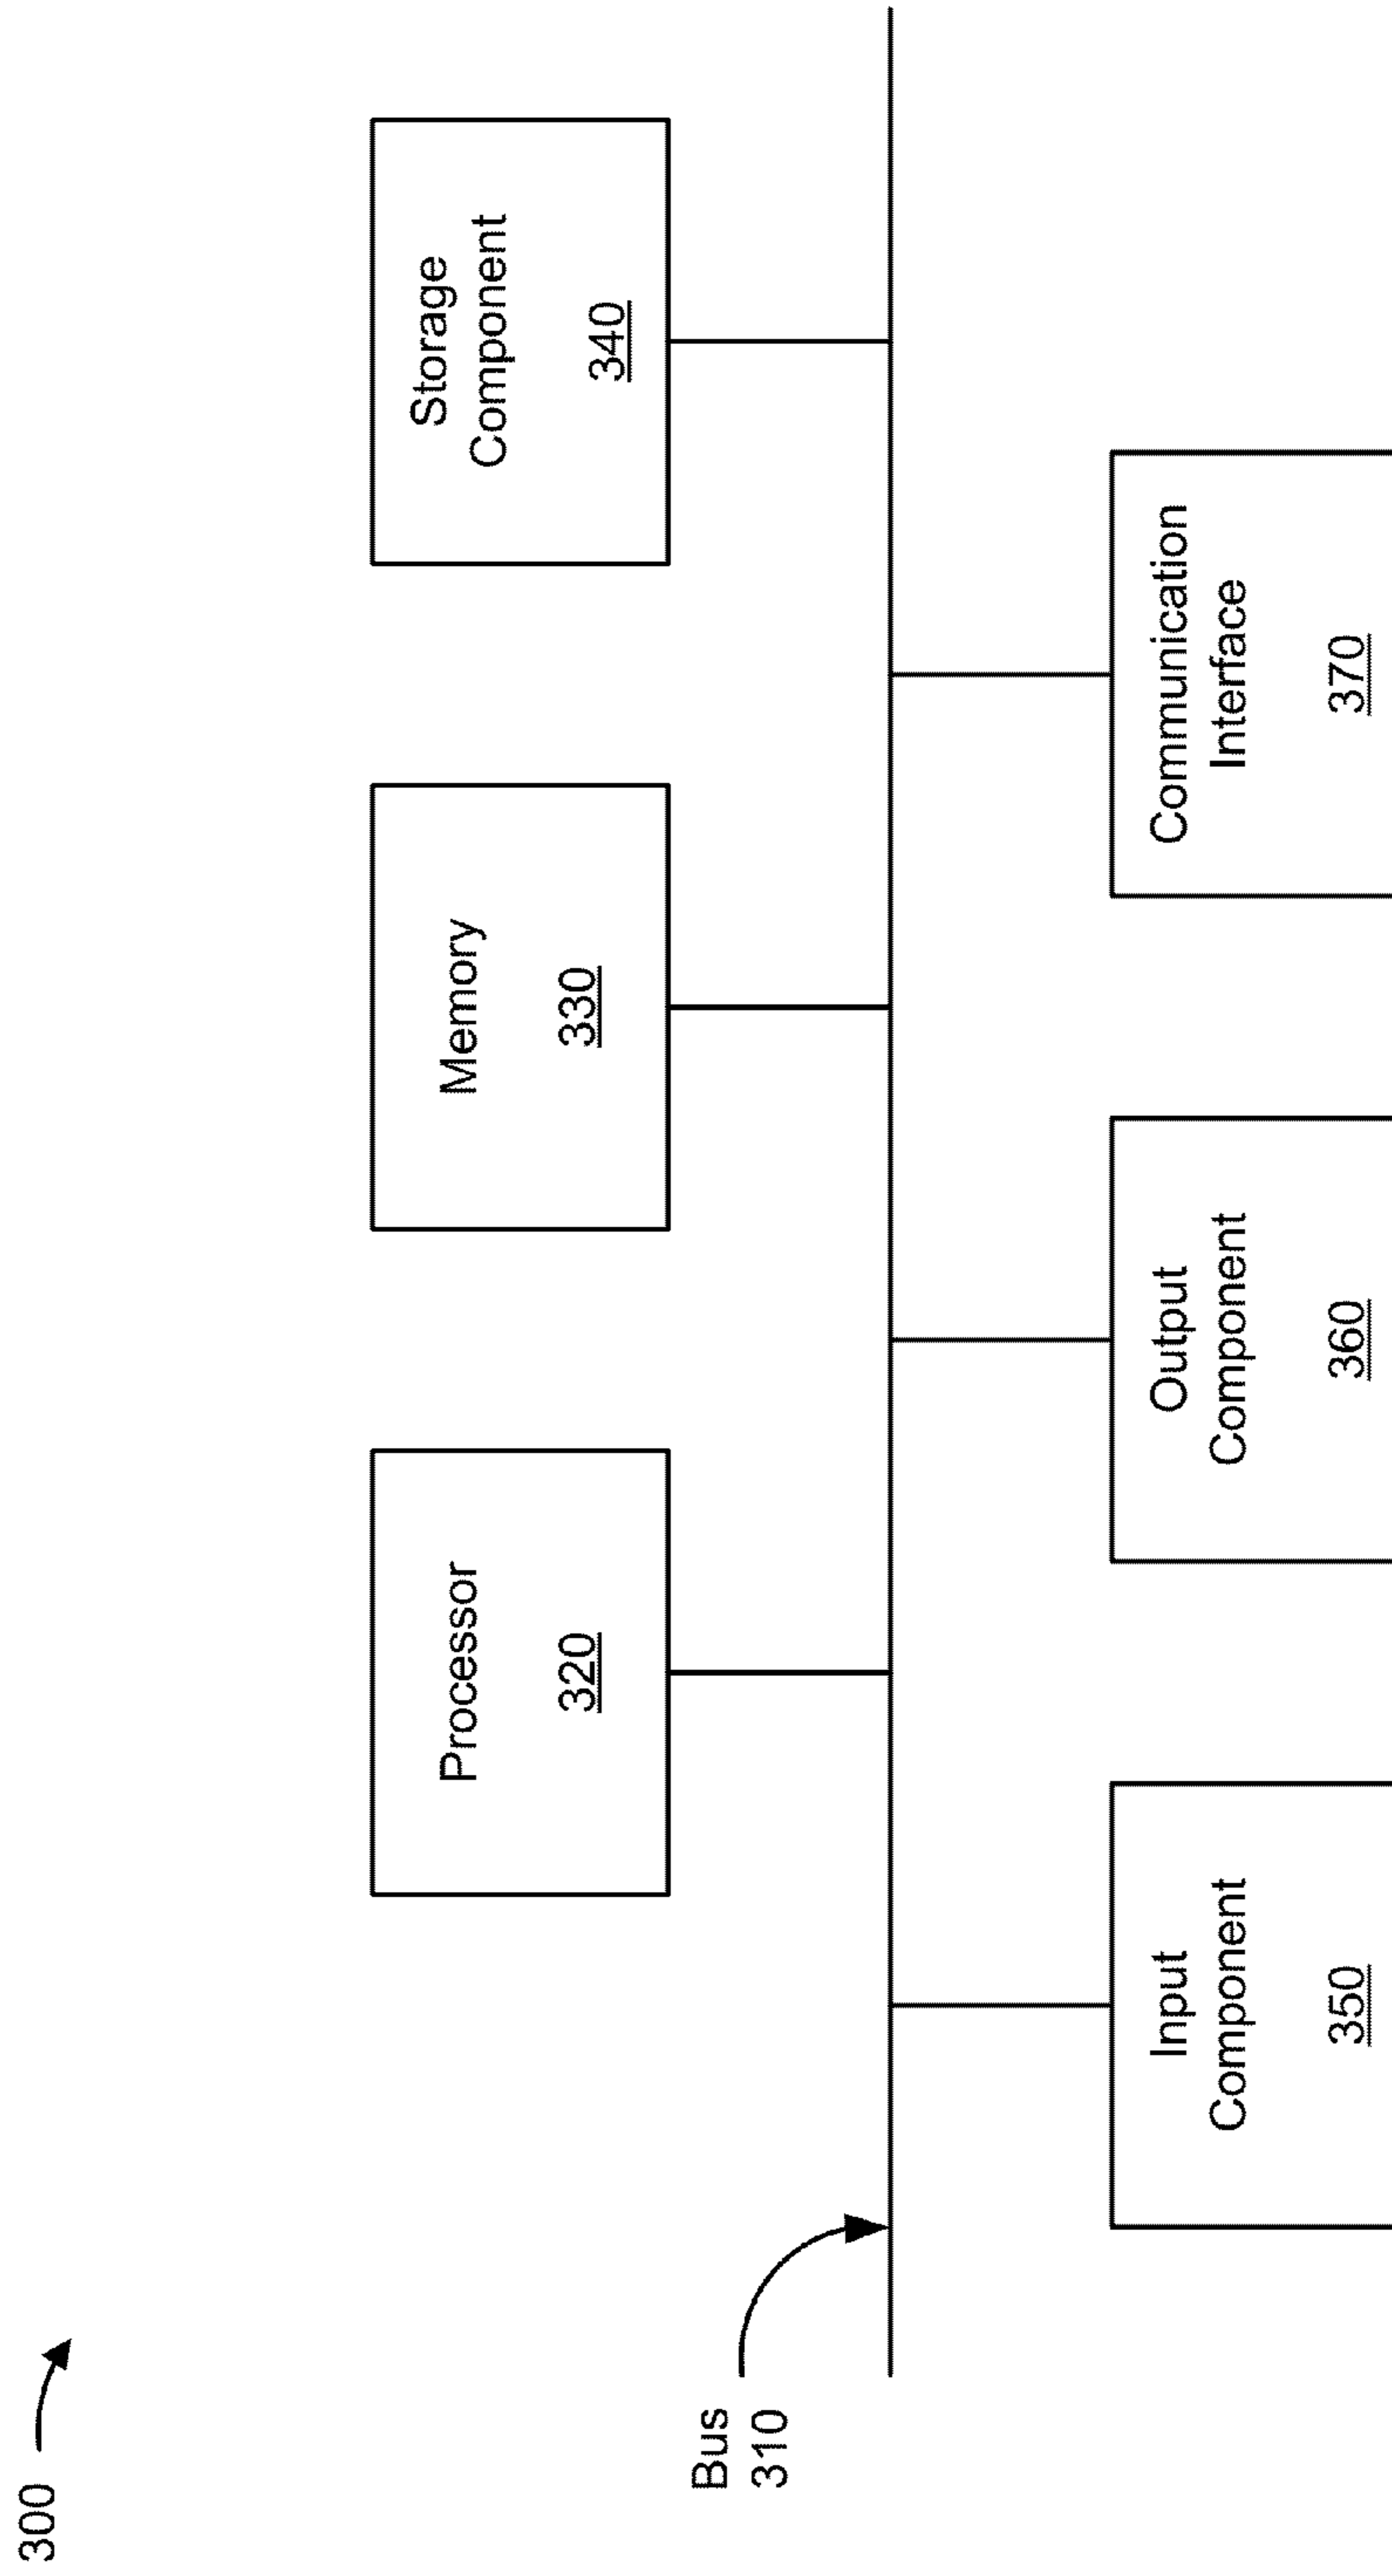 300
Processor
320
Memory
330
Storage
Component
340
Bus
310
Input
Component
350
Output
Component
360
Communication
Interface
370